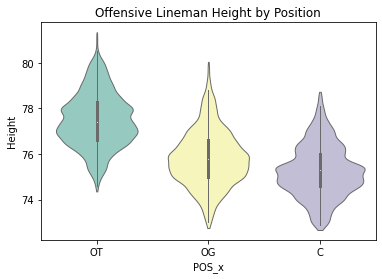 Offensive Lineman Height by Position
Height
80
78
76
74
OT OG C
POS_x